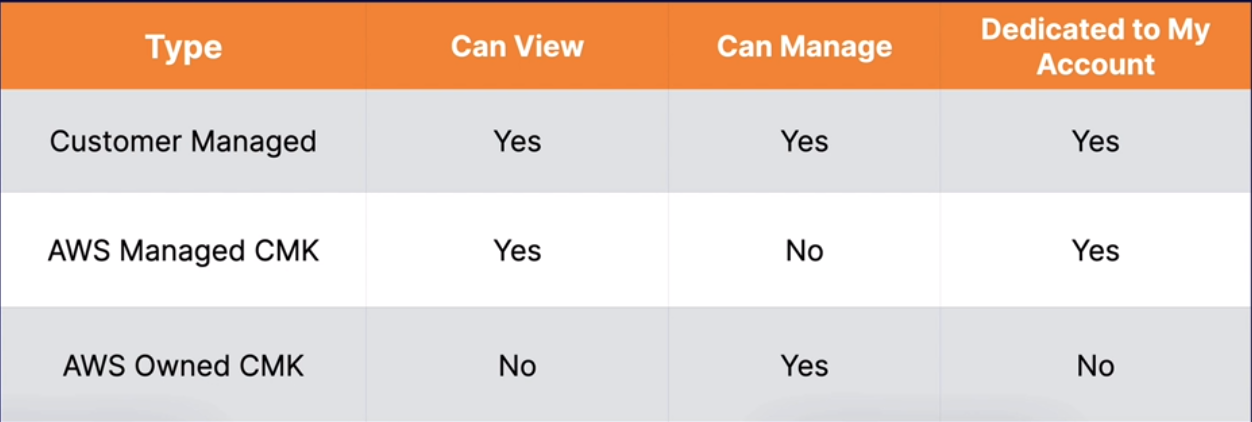 Type Can View Can Manage Dedicated to My
Account
Customer Managed Yes Yes Yes
AWS Managed CMK Yes No Yes
AWS Owned CMK No Yes No